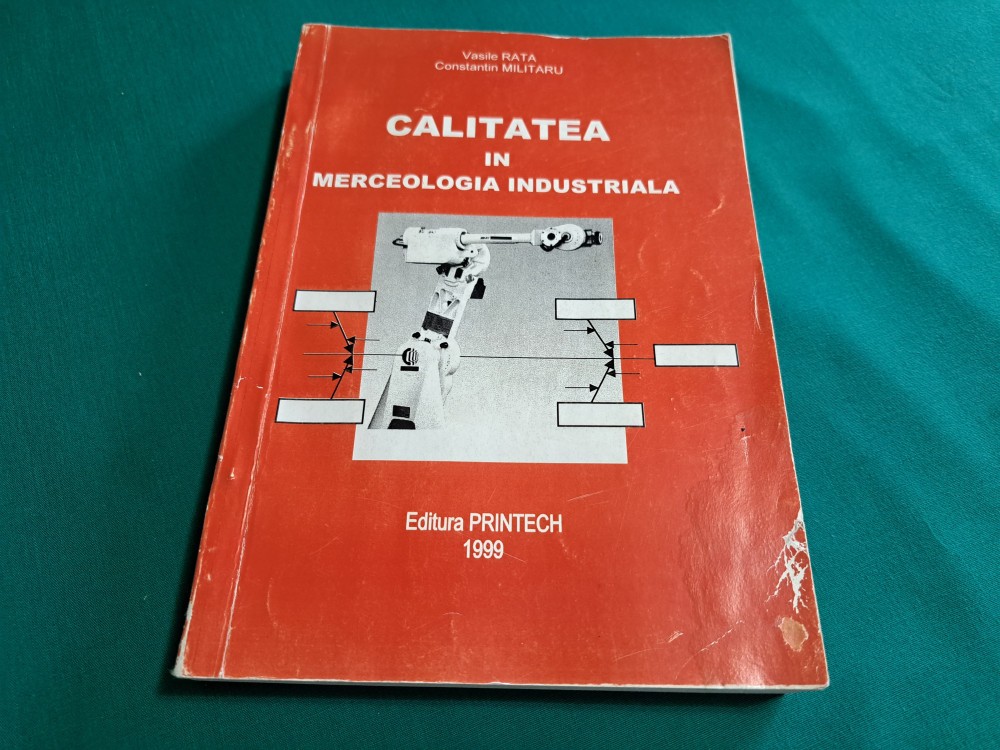 Vasile RATA
Constantin MILITARU
CALITATEA
IN
MERCEOLOGIA INDUSTRIALA
Editura PRINTECH
1999